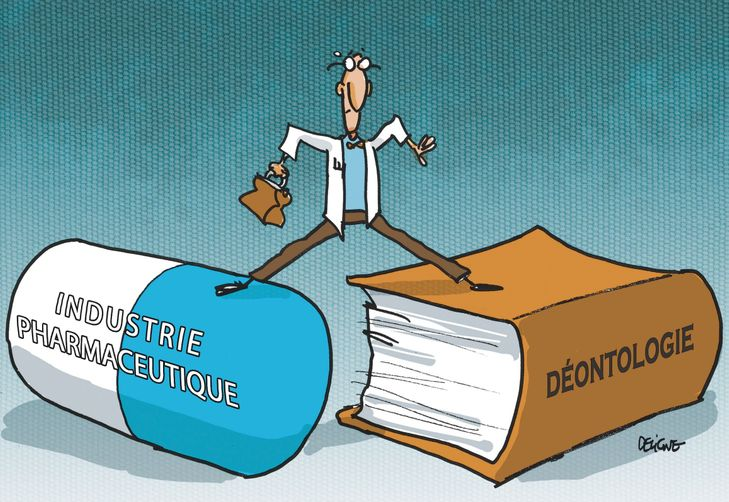 INDUSTRIE
PHARMACEUTIQUE
DÉONTOLOGIE
DELIGNE